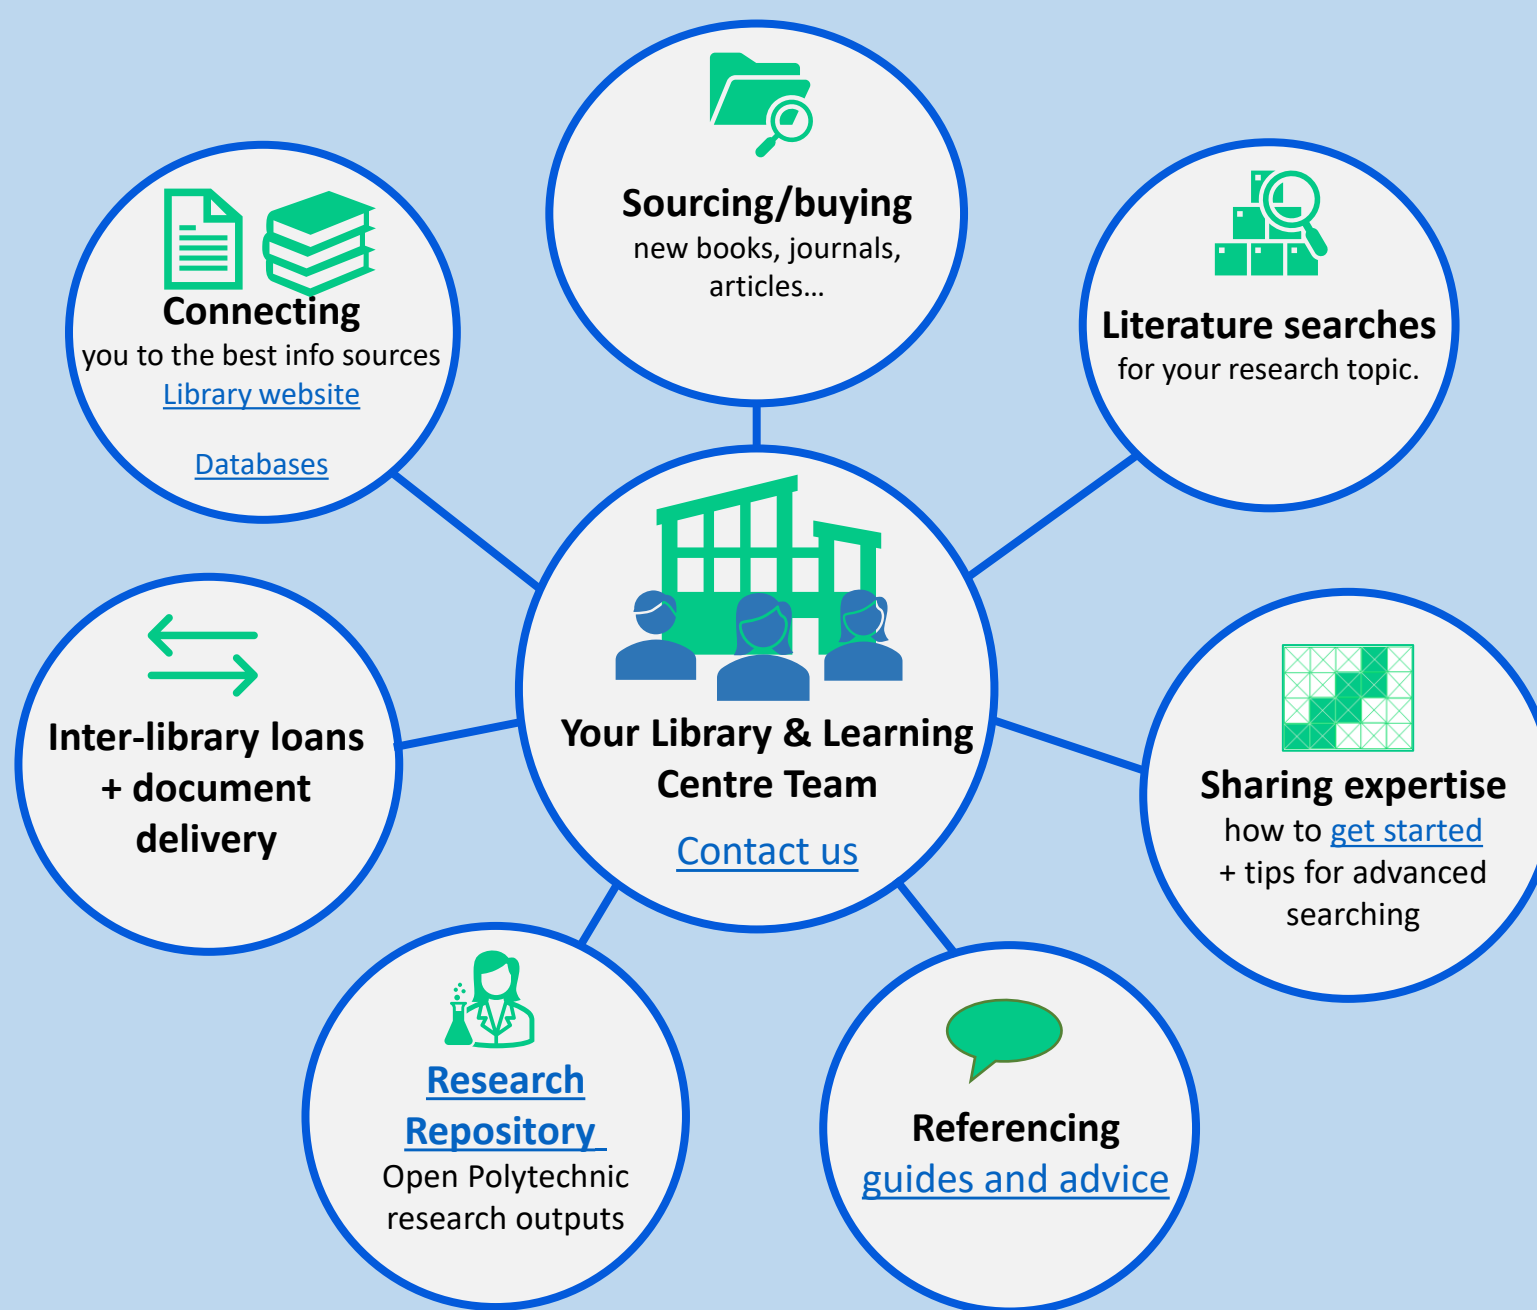 Sourcing/buying
new books, journals,
articles...
Connecting
you to the best info sources
Library website
Databases
Literature searches
for your research topic.
Your Library & Learning
Centre Team
Contact us
Inter-library loans
+ document
delivery
Sharing expertise
how to get started
+ tips for advanced
searching
Research
Repository
Open Polytechnic
research outputs
Referencing
guides and advice